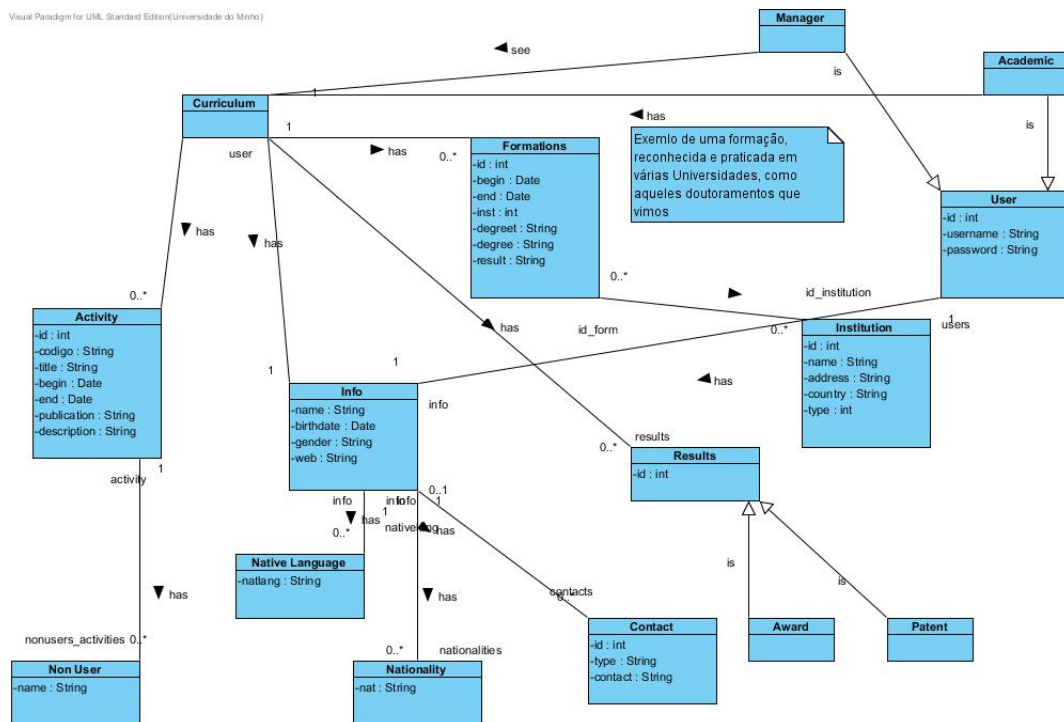 Visual Paradigm for UML Standard Edition(Universidade do Minho)
Manager
see
is
Academic
Curriculum
1
has
is
1
user
has
0..*
Formations
-id : int
-begin : Date
-end : Date
-inst : int
-degreet : String
-degree : String
-result : String
Exemlo de uma formação,
reconhecida e praticada em
várias Universidades, como
aqueles doutoramentos que
vimos
User
-id : int
-username : String
-password : String
has
has
0..*
id_institution
0..*
Activity
-id : int
-codigo : String
-title : String
-begin : Date
-end : Date
-publication : String
-description : String
has
id_form
0..*
1
users
Institution
-id : int
-name : String
-address : String
-country : String
-type : int
1
1
Info
-name : String
-birthdate : Date
-gender : String
-web : String
info
has
results
0..*
Results
-id : int
1
activity
info
info
0..1
1
1
0..*
has
has
Native Language
-natlang : String
is
is
has
has
contacts
0..*
nonusers_activities
0..*
0..*
nationalities
Non User
-name : String
Nationality
-nat : String
Contact
-id : int
-type : String
-contact : String
Award
Patent